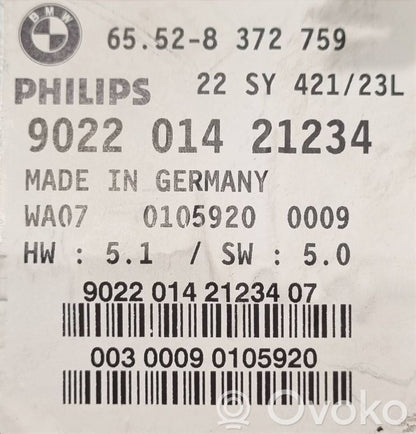 BMW
65.52-8 372 759
PHILIPS 22 SY 421/23L
9022 014 21234
MADE IN GERMANY
WA07 0105920 0009
HW : 5.1 / SW : 5.0
9022 014 21234 07
003 0009 0105920
Ovoko